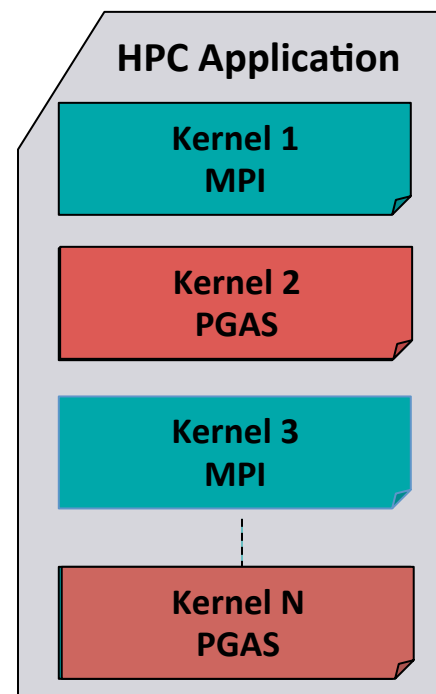 HPC Application
Kernel 1
MPI
Kernel 2
PGAS
Kernel 3
MPI
Kernel N
PGAS